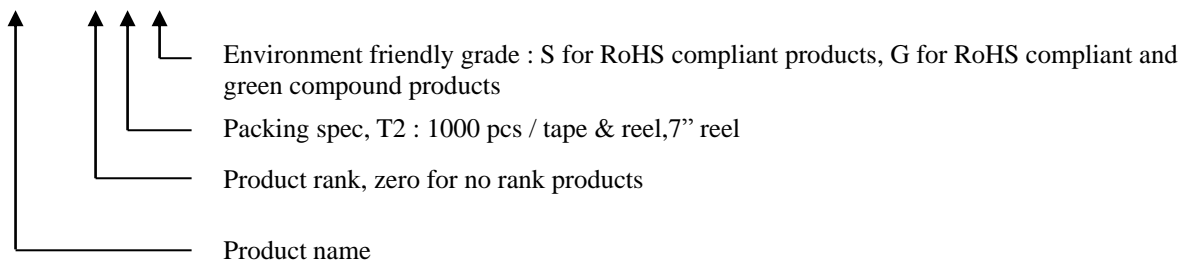 Environment friendly grade : S for RoHS compliant products, G for RoHS compliant and
green compound products
Packing spec, T2 : 1000 pcs / tape & reel,7” reel
Product rank, zero for no rank products
Product name